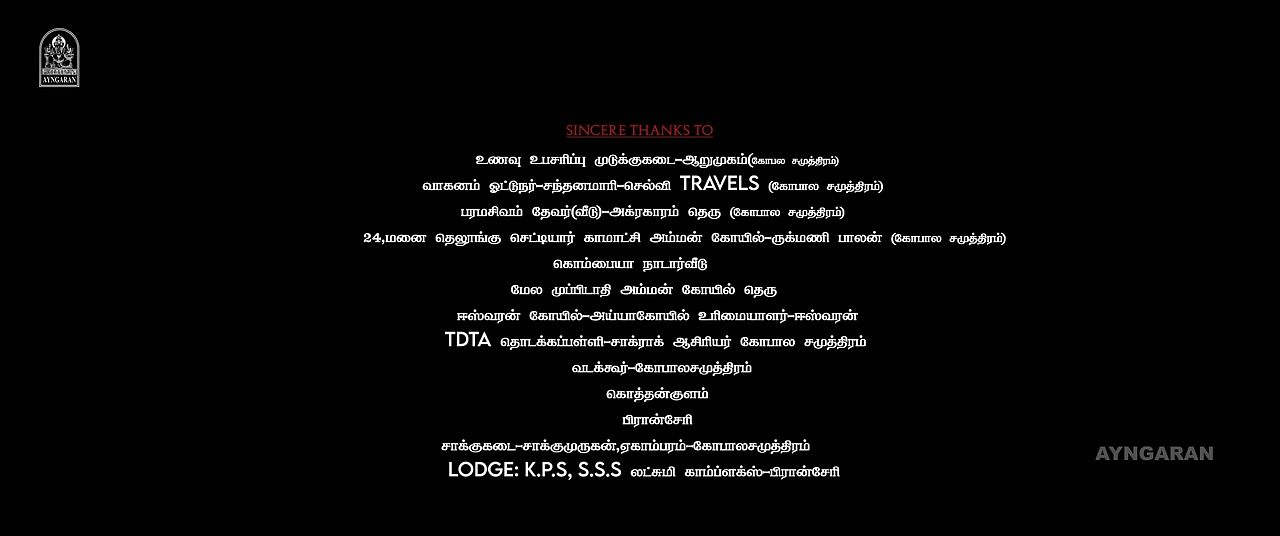 AYNGARAN
SINCERE THANKS TO
உணவு உபசரிப்பு முடுக்குகடை-ஆறுமுகம்(கோபல சமுத்திரம்)
வாகனம் ஓட்டுநர்-சந்தனமாரி-செல்வி TRAVELS (கோபால சமுத்திரம்)
பரமசிவம் தேவர்(வீடு)-அக்ரகாரம் தெரு (கோபால சமுத்திரம்)
24,மனை தெலூங்கு செட்டியார் காமாட்சி அம்மன் கோயில்-ருக்மணி பாலன் (கோபால சமுத்திரம்)
கொம்பையா நாடார்வீடு
மேல முப்பிடாதி அம்மன் கோயில் தெரு
ஈஸ்வரன் கோயில்-அய்யாகோயில் உரிமையாளர்-ஈஸ்வரன்
TDTA தொடக்கப்பள்ளி-சாக்ராக் ஆசிரியர் கோபால சமுத்திரம்
வடக்கூர்-கோபாலசமுத்திரம்
கொத்தன்குளம்
பிரான்சேரி
சாக்குகடை-சாக்குமுருகன்,ஏகாம்பரம்-கோபாலசமுத்திரம்
AYNGARAN
LODGE: K.P.S, S.S.S லட்சுமி காம்ப்ளக்ஸ்-பிரான்சேரி